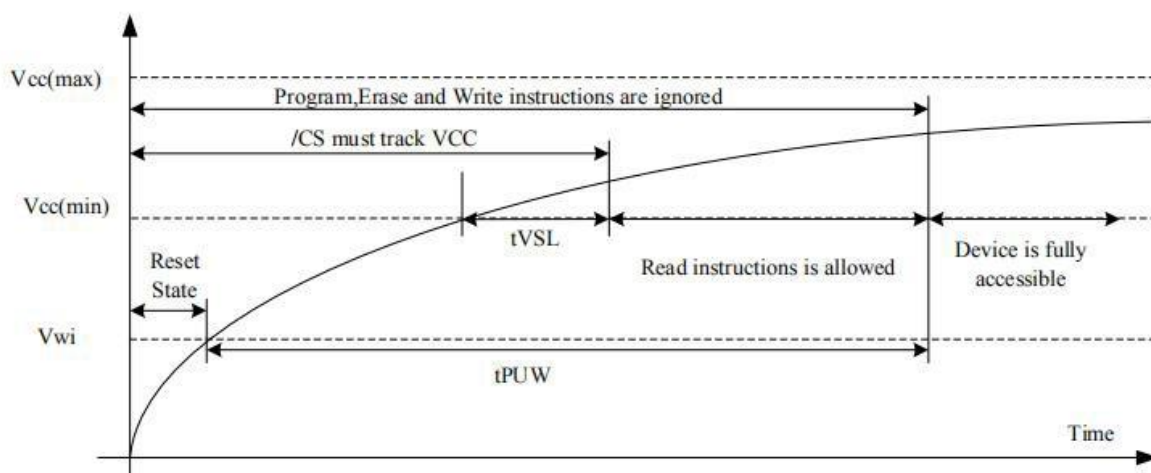 Vcc(max)
Program,Erase and Write instructions are ignored
/CS must track VCC
Vcc(min)
tVSL
Reset
State
Read instructions is allowed
Device is fully
accessible
Vwi
tPUW
Time